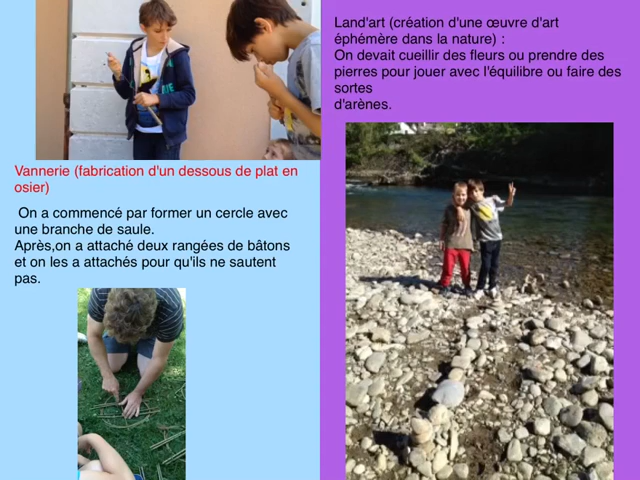 Vannerie (fabrication d'un dessous de plat en
osier)
On a commencé par former un cercle avec
une branche de saule.
Après,on a attaché deux rangées de bâtons
et on les a attachés pour qu'ils ne sautent
pas.
Land'art (création d'une œuvre d'art
éphémère dans la nature) :
On devait cueillir des fleurs ou prendre des
pierres pour jouer avec l'équilibre ou faire des
sortes
d'arènes.